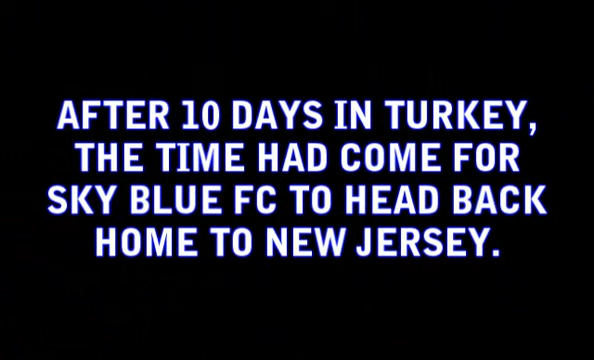 AFTER 10 DAYS IN TURKEY,
THE TIME HAD COME FOR
SKY BLUE FC TO HEAD BACK
HOME TO NEW JERSEY.